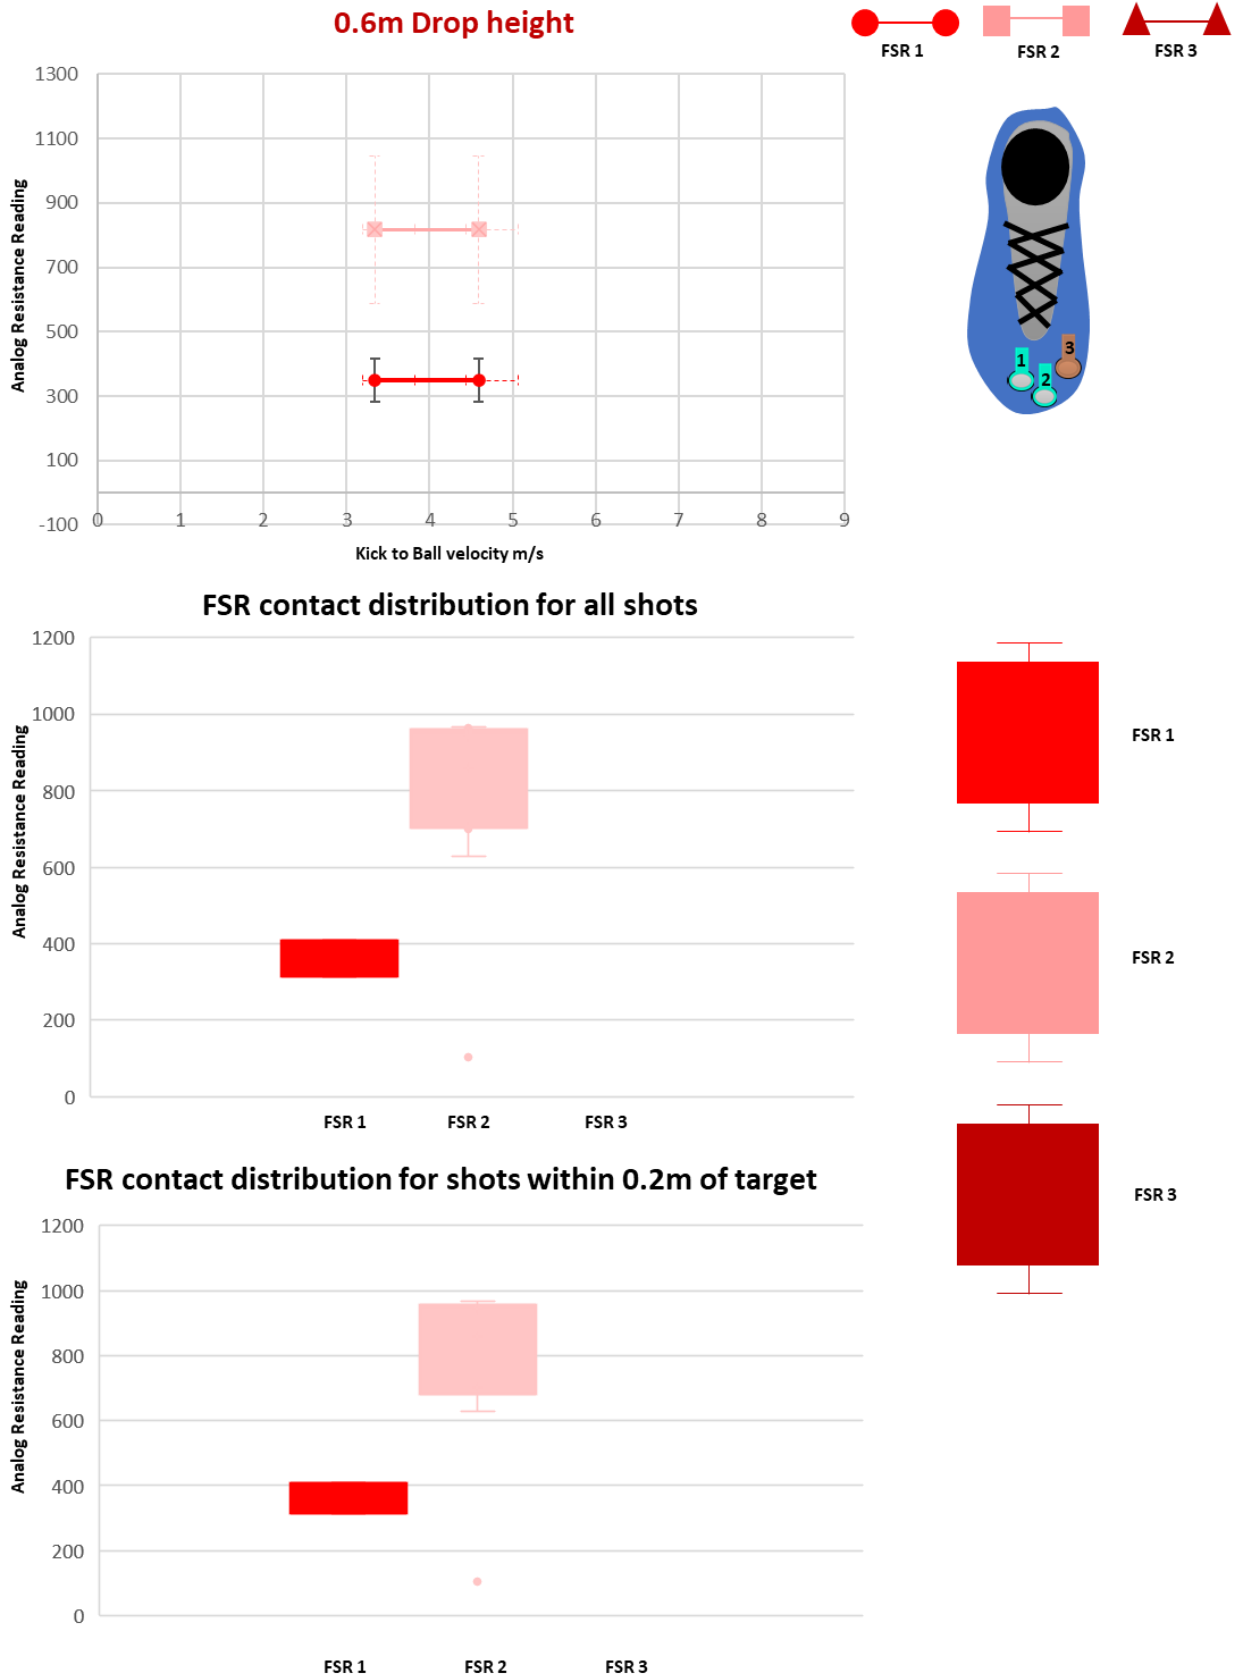 0.6m Drop height
FSR 1
FSR 2
FSR 3
1300
1100
900
700
500
300
100
-100
0 1 2 3 4 5 6 7 8 9
Analog Resistance Reading
Kick to Ball velocity m/s
1
2
3
FSR contact distribution for all shots
1200
1000
800
600
400
200
0
Analog Resistance Reading
FSR 1 FSR 2 FSR 3
FSR 1
FSR 2
FSR 3
FSR contact distribution for shots within 0.2m of target
1200
1000
800
600
400
200
0
Analog Resistance Reading
FSR 1 FSR 2 FSR 3